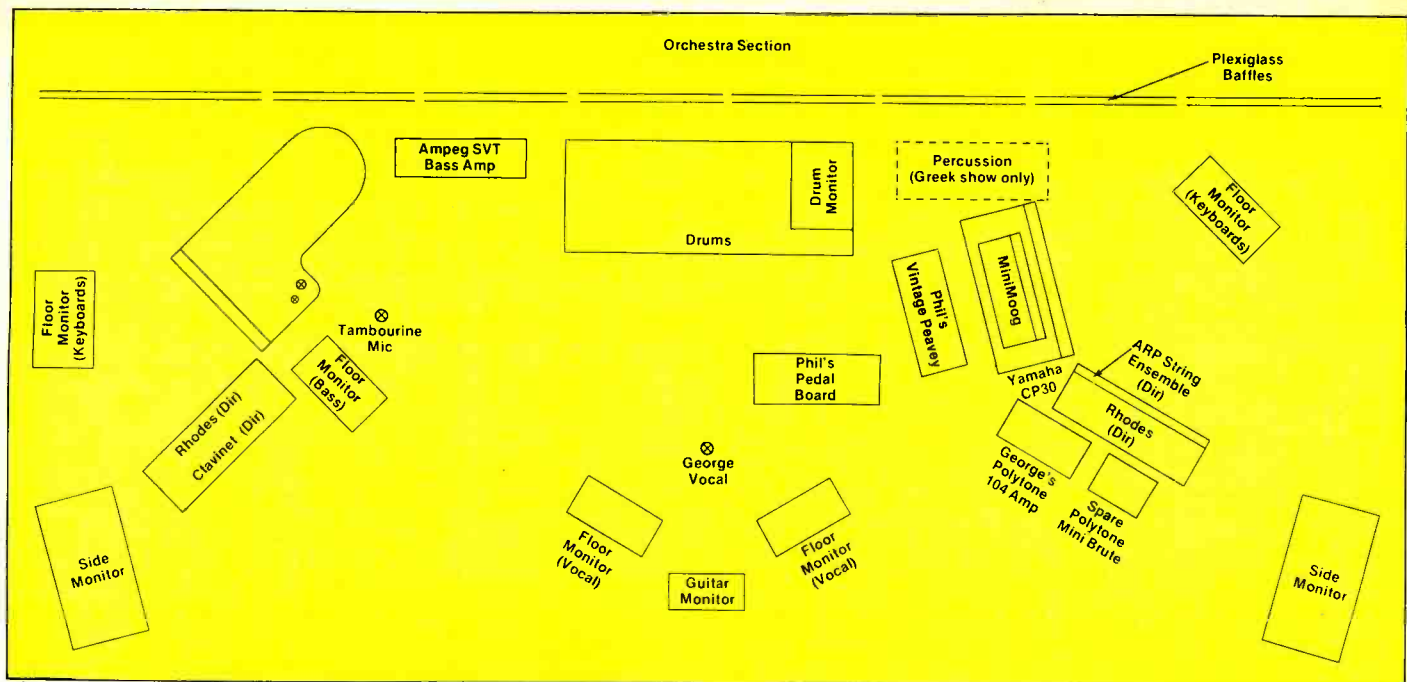 Orchestra Section
Plexiglass
Baffles
Ampeg SVT
Bass Amp
Drum
Monitor
Drums
Percussion
(Greek show only)
Floor
Monitor
(Keyboards)
Floor
Monitor
(Keyboards)
Tambourine
Mic
Floor
Monitor
(Bass)
Rhodes (Dir)
Clavinet (Dir)
Phil's
Vintage Peavey
MiniMoog
Yamaha
CP30
ARP String
Ensemble
(Dir)
Rhodes
(Dir)
Phil's
Pedal
Board
George
Vocal
George's
Polytone
104 Amp
Spare
Polytone
Mini Brute
Side
Monitor
Floor
Monitor
(Vocal)
Guitar
Monitor
Floor
Monitor
(Vocal)
Side
Monitor